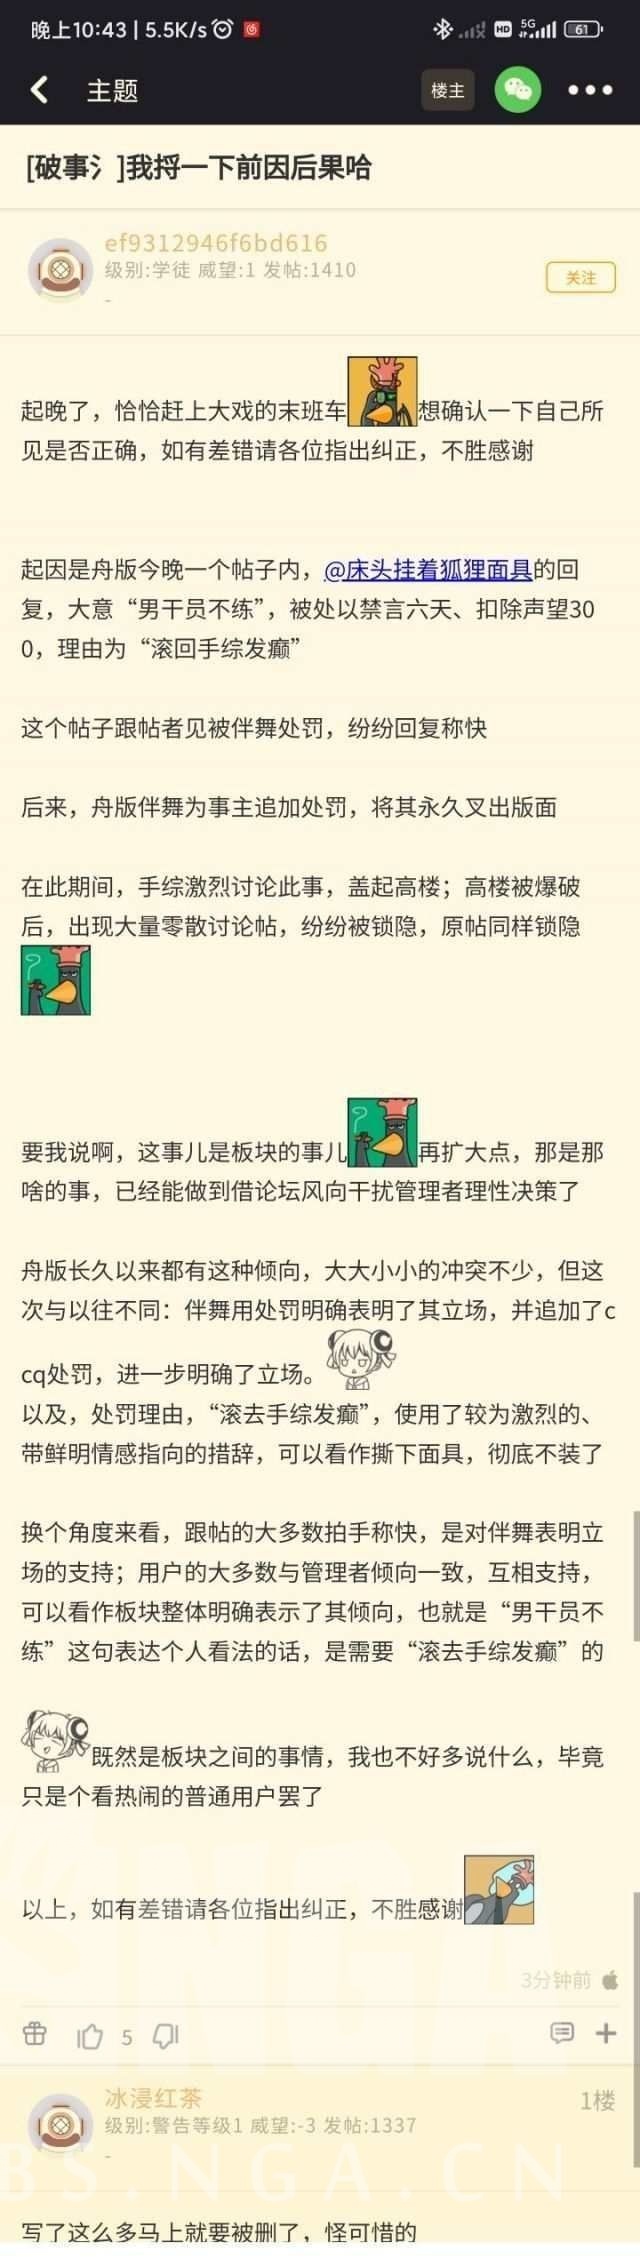 晚上10:43 | 5.5K/s
HD
5G
61
主题
楼主
[破事氵]我捋一下前因后果哈
ef9312946f6bd616
级别:学徒 威望:1 发帖:1410
-
关注
起晚了，恰恰赶上大戏的末班车想确认一下自己所
见是否正确，如有差错请各位指出纠正，不胜感谢
起因是舟版今晚一个帖子内，@床头挂着狐狸面具的回
复，大意“男干员不练”，被处以禁言六天、扣除声望30
0，理由为“滚回手综发癫”
这个帖子跟帖者见被伴舞处罚，纷纷回复称快
后来，舟版伴舞为事主追加处罚，将其永久叉出版面
在此期间，手综激烈讨论此事，盖起高楼；高楼被爆破
后，出现大量零散讨论帖，纷纷被锁隐，原帖同样锁隐
要我说啊，这事儿是板块的事儿再扩大点，那是那
啥的事，已经能做到借论坛风向干扰管理者理性决策了
舟版长久以来都有这种倾向，大大小小的冲突不少，但这
次与以往不同：伴舞用处罚明确表明了其立场，并追加了c
cq处罚，进一步明确了立场。
以及，处罚理由，“滚去手综发癫”，使用了较为激烈的、
带鲜明情感指向的措辞，可以看作撕下面具，彻底不装了
换个角度来看，跟帖的大多数拍手称快，是对伴舞表明立
场的支持；用户的大多数与管理者倾向一致，互相支持，
可以看作板块整体明确表示了其倾向，也就是“男干员不
练”这句表达个人看法的话，是需要“滚去手综发癫”的
既然是板块之间的事情，我也不好多说什么，毕竟
只是个看热闹的普通用户罢了
以上，如有差错请各位指出纠正，不胜感谢
3分钟前
5
冰浸红茶
1楼
级别:警告等级1 威望:-3 发帖:1337
-
BS.NGA.CN
写了这么多马上就要被删了，怪可惜的